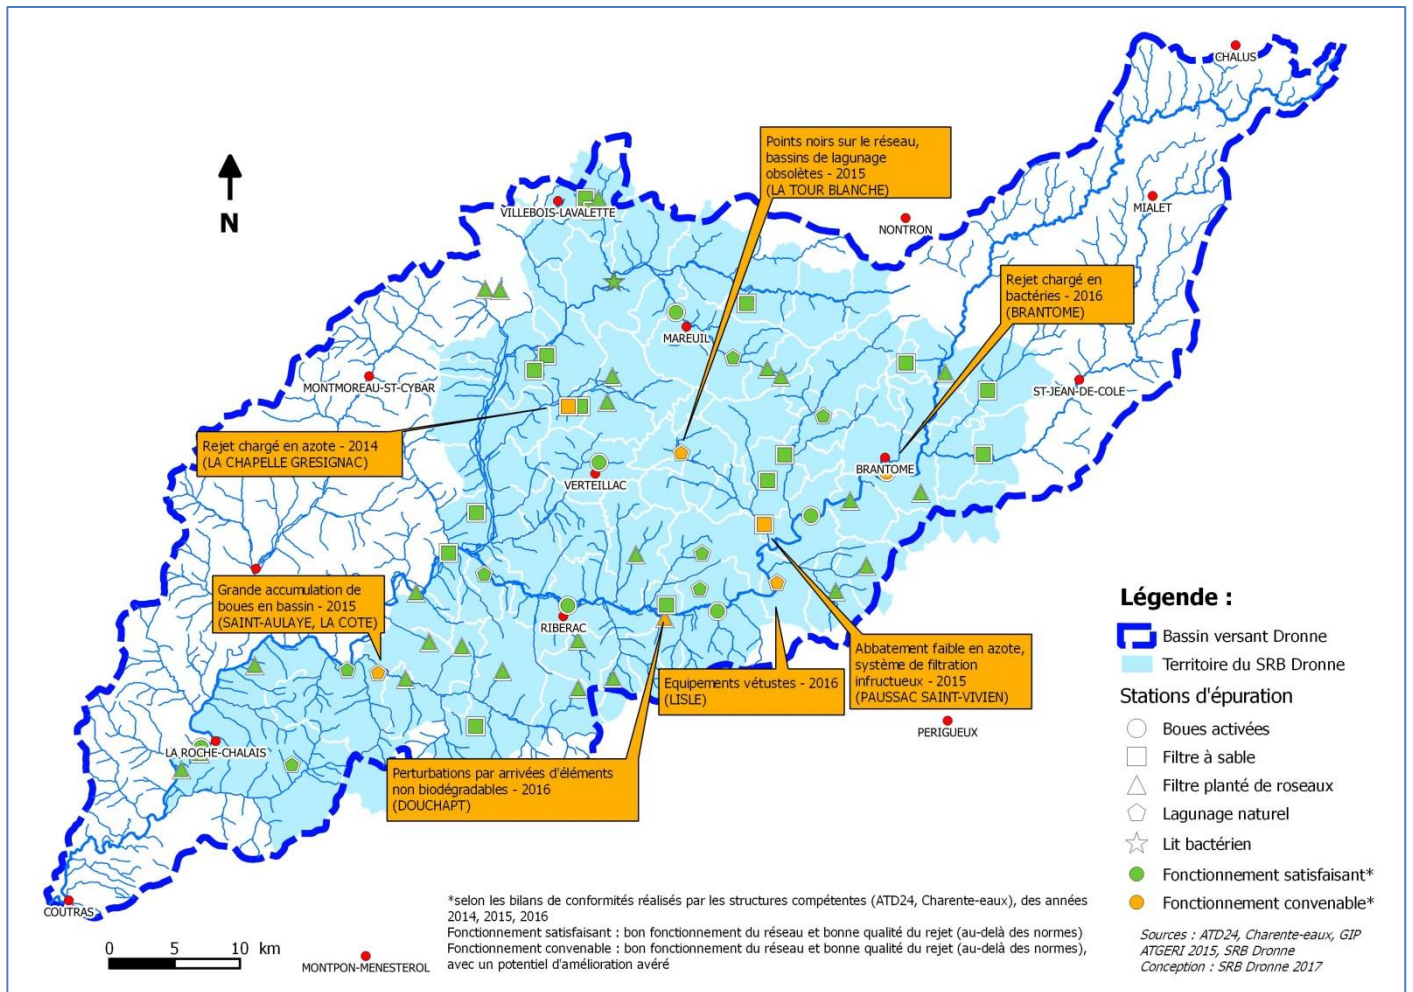 CHALUS
Points noirs sur le réseau,
bassins de lagunage
obsolètes - 2015
(LA TOUR BLANCHE)
N
VILLEBOIS-LAVALETTE
NONTRON
MIALET
Rejet chargé en
bactéries - 2016
(BRANTOME)
MAREUIL
MONTMOREAU-ST-CYBAR
ST-JEAN-DE-COLE
Rejet chargé en azote - 2014
(LA CHAPELLE GRESIGNAC)
VERTEILLAC
BRANTOME
Grande accumulation de
boues en bassin - 2015
(SAINT-AULAYE, LA COTE)
RIBERAC
Equipements vétustes - 2016
(LISLE)
Abbatement faible en azote,
système de filtration
infructueux - 2015
(PAUSSAC SAINT-VIVIEN)
PERIGUEUX
LA ROCHE-CHALAIS
Perturbations par arrivées d'éléments
non biodégradables - 2016
(DOUCHAPT)
COUTRAS
MONTPON-MENESTEROL
0 5 10 km
*selon les bilans de conformités réalisés par les structures compétentes (ATD24, Charente-eaux), des années
2014, 2015, 2016
Fonctionnement satisfaisant : bon fonctionnement du réseau et bonne qualité du rejet (au-delà des normes)
Fonctionnement convenable : bon fonctionnement du réseau et bonne qualité du rejet (au-delà des normes),
avec un potentiel d'amélioration avéré
Légende :
Bassin versant Dronne
Territoire du SRB Dronne
Stations d'épuration
Boues activées
Filtre à sable
Filtre planté de roseaux
Lagunage naturel
Lit bactérien
Fonctionnement satisfaisant*
Fonctionnement convenable*
Sources : ATD24, Charente-eaux, GIP
ATGERI 2015, SRB Dronne
Conception : SRB Dronne 2017